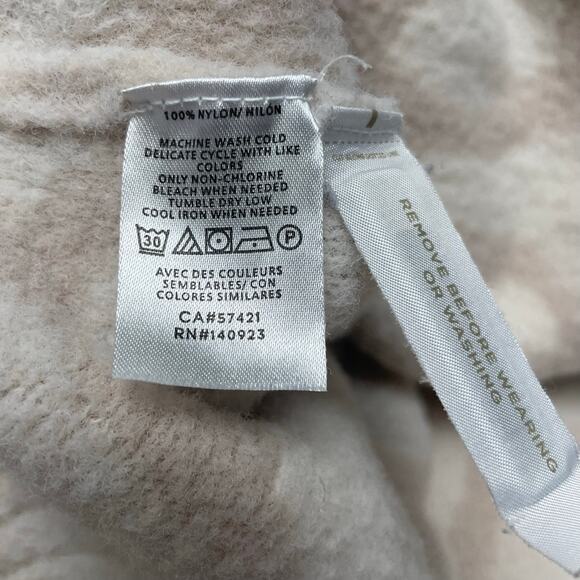 100% NYLON/ NILÓN
MACHINE WASH COLD
DELICATE CYCLE WITH LIKE
COLORS
ONLY NON-CHLORINE
BLEACH WHEN NEEDED
TUMBLE DRY LOW
COOL IRON WHEN NEEDED
30 P
AVEC DES COULEURS
SEMBLABLES/ CON
COLORES SIMILARES
CA#57421
RN#140923
REMOVE BEFORE WEARING
OR WASHING